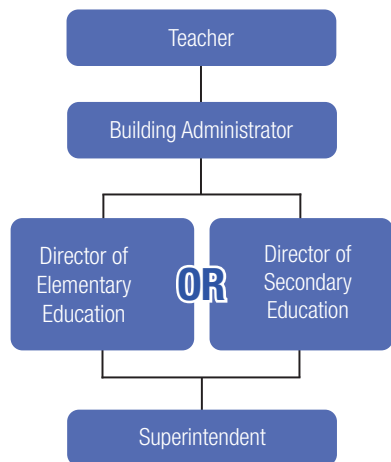 Teacher
Building Administrator
Director of
Elementary
Education
OR
Director of
Secondary
Education
Superintendent